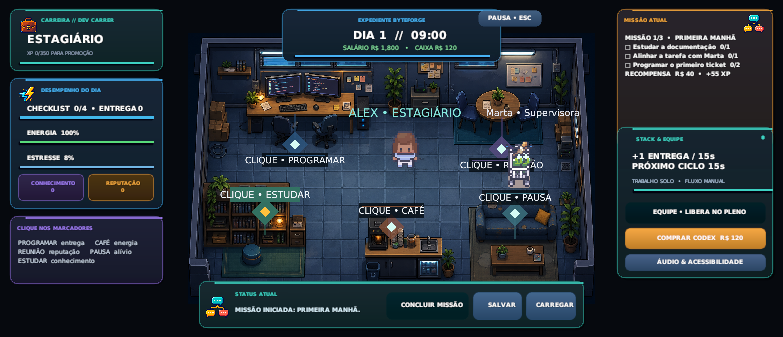 CARREIRA // DEV CARRER
ESTAGIÁRIO
XP 0/350 PARA PROMOÇÃO
DESEMPENHO DO DIA
CHECKLIST 0/4 • ENTREGA 0
ENERGIA 100%
ESTRESSE 8%
CONHECIMENTO
0
REPUTAÇÃO
0
CLIQUE NOS MARCADORES
PROGRAMAR entrega CAFÉ energia
REUNIÃO reputação PAUSA alívio
ESTUDAR conhecimento
EXPEDIENTE BYTEFORGE
DIA 1 // 09:00
SALÁRIO R$ 1,800 • CAIXA R$ 120
PAUSA • ESC
ALEX • ESTAGIÁRIO
Marta • Supervisora
CLIQUE • PROGRAMAR
CLIQUE • ESTUDAR
CLIQUE • CAFÉ
CLIQUE • PAUSA
STATUS ATUAL
MISSÃO INICIADA: PRIMEIRA MANHÃ.
CONCLUIR MISSÃO
SALVAR
CARREGAR
MISSÃO ATUAL
MISSÃO 1/3 • PRIMEIRA MANHÃ
□ Estudar a documentação 0/1
□ Alinhar a tarefa com Marta 0/1
□ Programar o primeiro ticket 0/2
RECOMPENSA R$ 40 • +55 XP
STACK & EQUIPE
+1 ENTREGA / 15s
PRÓXIMO CICLO 15s
TRABALHO SOLO • FLUXO MANUAL
EQUIPE • LIBERA NO PLENO
COMPRAR CODEX R$ 120
ÁUDIO & ACESSIBILIDADE